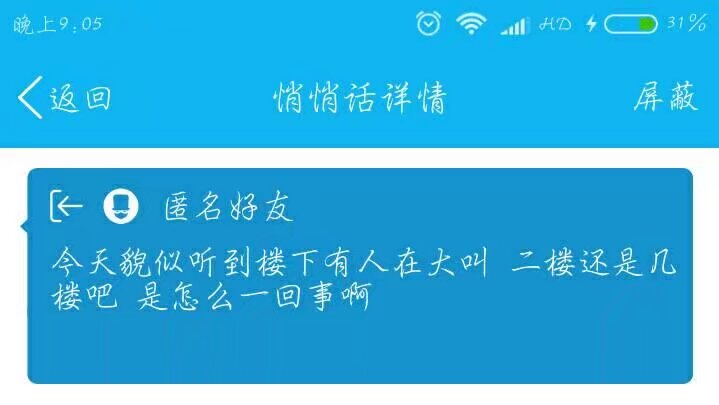 晚上9:05 HD 31%
返回 悄悄话详情 屏蔽
匿名好友
今天貌似听到楼下有人在大叫 二楼还是几
楼吧 是怎么一回事啊